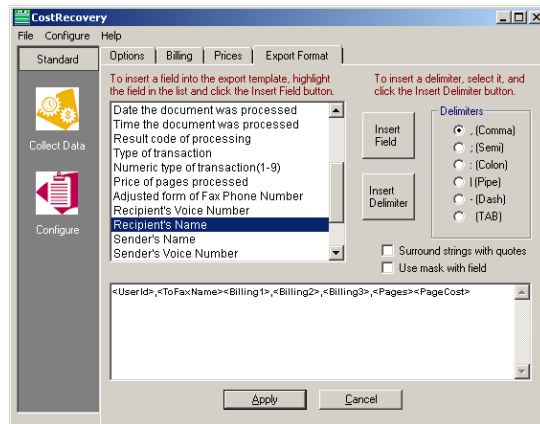 CostRecovery
File Configure Help
Standard
Options Billing Prices Export Format
To insert a field into the export template, highlight
the field in the list and click the Insert Field button.
To insert a delimiter, select it, and
click the Insert Delimiter button.
Date the document was processed
Time the document was processed
Result code of processing
Type of transaction
Numeric type of transaction(1-9)
Price of pages processed
Adjusted form of Fax Phone Number
Recipient's Voice Number
Recipient's Name
Sender's Name
Sender's Voice Number
Insert
Field
Insert
Delimiter
Delimiters
, (Comma)
; (Semi)
: (Colon)
| (Pipe)
- (Dash)
(TAB)
Collect Data
Configure
Surround strings with quotes
Use mask with field
<UserId>,<ToFaxName><Billing1>,<Billing2>,<Billing3>,<Pages><PageCost>
Apply
Cancel